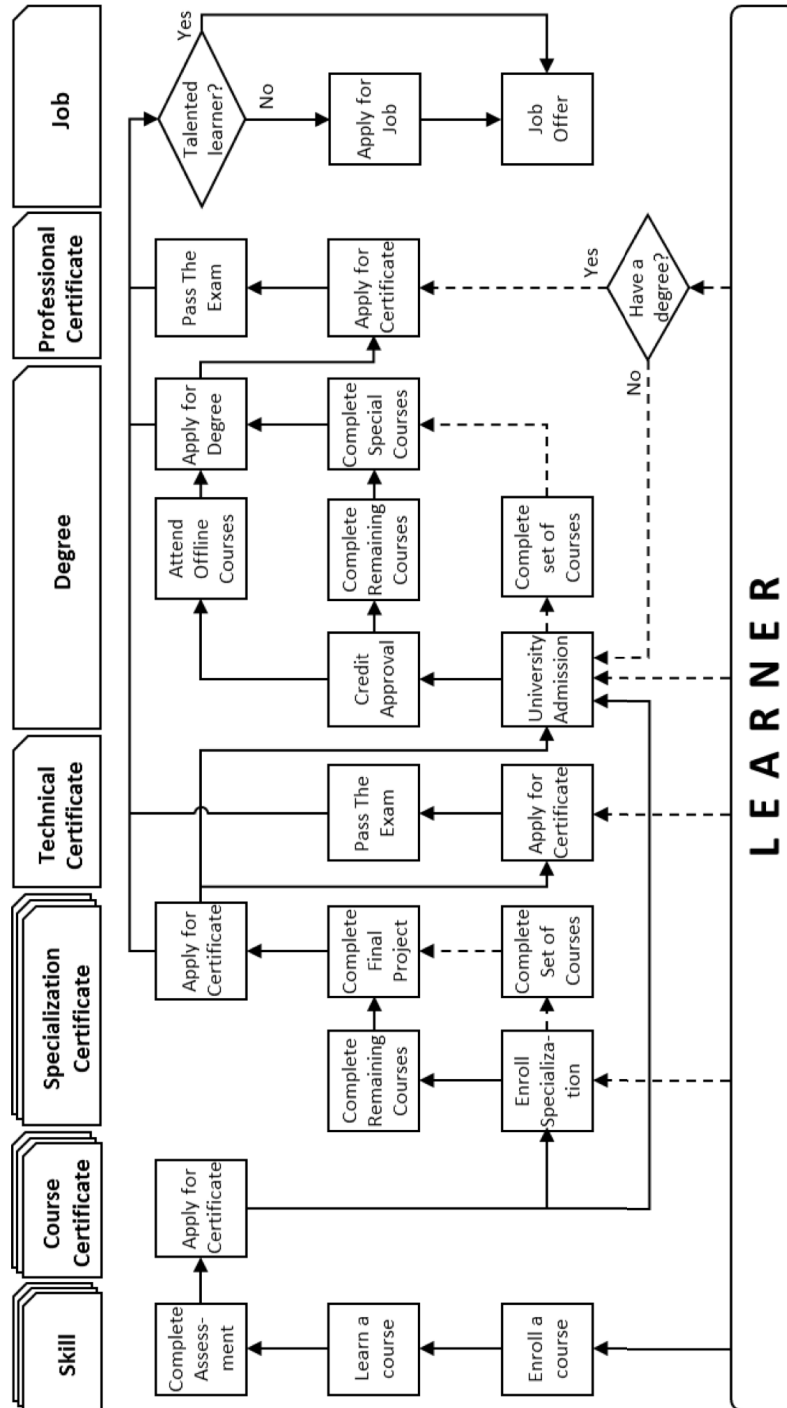 Skill
Course
Certificate
Specialization
Certificate
Technical
Certificate
Degree
Professional
Certificate
Job
Complete
Assess-
ment
Learn a
course
Enroll a
course
Apply for
Certificate
Complete
Remaining
Courses
Enroll
Specializa-
tion
Apply for
Certificate
Complete
Final
Project
Complete
Set of
Courses
Pass The
Exam
Apply for
Certificate
Credit
Approval
University
Admission
Attend
Offline
Courses
Complete
Remaining
Courses
Complete
set of
Courses
Apply for
Degree
Complete
Special
Courses
Pass The
Exam
Apply for
Certificate
Have a
degree?
Yes
No
Talented
learner?
Yes
No
Apply for
Job
Job
Offer
LEARNER